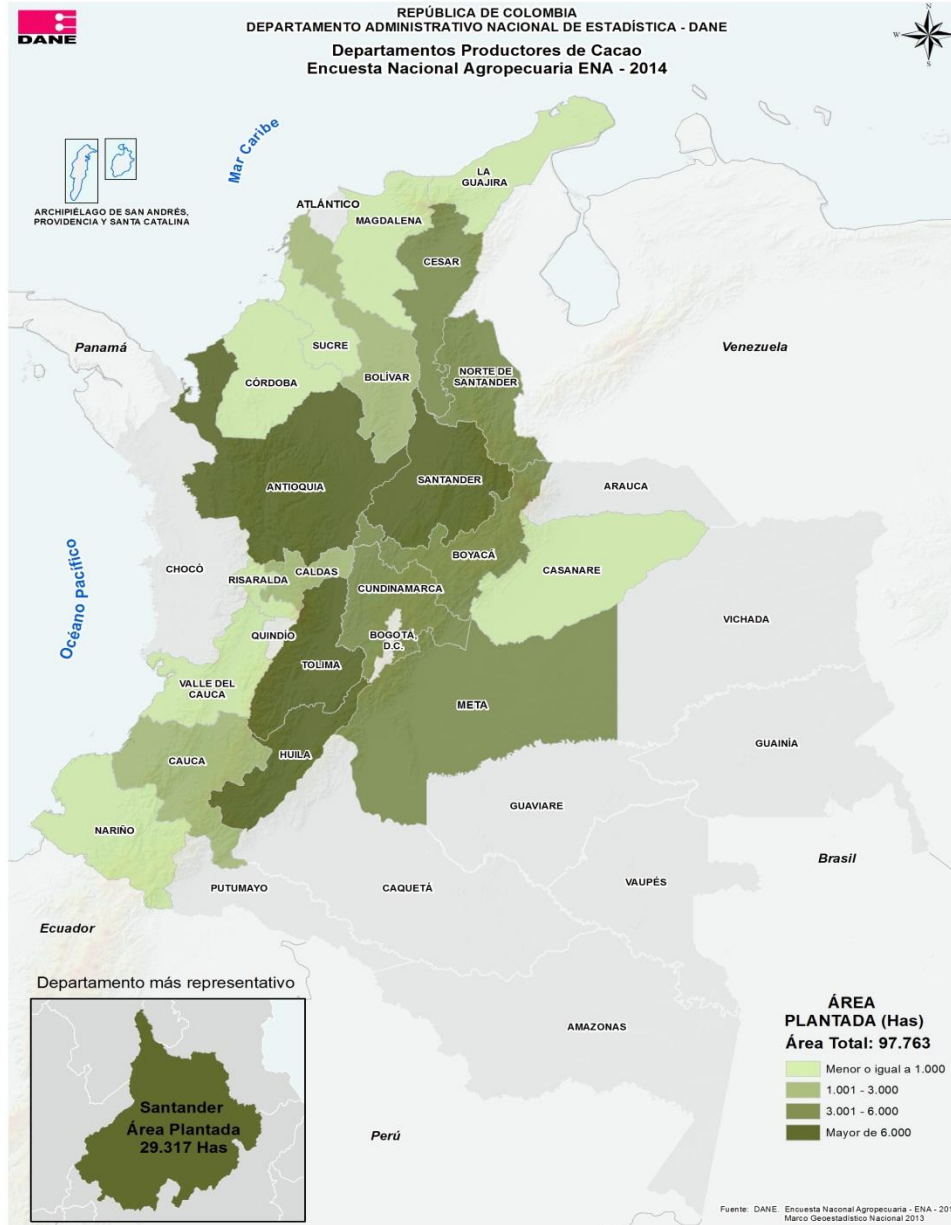 DANE
REPÚBLICA DE COLOMBIA
DEPARTAMENTO ADMINISTRATIVO NACIONAL DE ESTADÍSTICA - DANE
Departamentos Productores de Cacao
Encuesta Nacional Agropecuaria ENA - 2014
N
W
E
S
Mar Caribe
ARCHIPIÉLAGO DE SAN ANDRÉS,
PROVIDENCIA Y SANTA CATALINA
LA
GUAJIRA
ATLÁNTICO
MAGDALENA
CESAR
Panamá
Venezuela
SUCRE
BOLÍVAR
NORTE DE
SANTANDER
CÓRDOBA
ANTIOQUIA
SANTANDER
ARAUCA
CHOCÓ
BOYACÁ
CASANARE
RISARALDA
CALDAS
CUNDINAMARCA
Océano pacífico
QUINDÍO
BOGOTÁ,
D.C.
VICHADA
TOLIMA
VALLE DEL
CAUCA
META
GUAINÍA
CAUCA
HUILA
GUAVIARE
NARIÑO
Brasil
PUTUMAYO
CAQUETÁ
VAUPÉS
Ecuador
AMAZONAS
Perú
Departamento más representativo
Santander
Área Plantada
29.317 Has
ÁREA
PLANTADA (Has)
Área Total: 97.763
Menor o igual a 1.000
1.001 - 3.000
3.001 - 6.000
Mayor de 6.000
Fuente: DANE. Encuesta Naconal Agropecuaria - ENA -
Marco Geoestadístico Nacional 2013